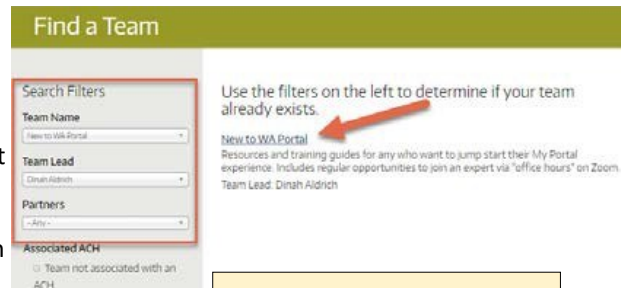 Find a Team
Search Filters
Team Name
New to WA Portal
Team Lead
Dinah Aldrich
Partners
- Any -
Associated ACH
Team not associated with an
ACH
Use the filters on the left to determine if your team
already exists.
New to WA Portal
Resources and training guides for any who want to jump start their My Portal
experience. Includes regular opportunities to join an expert via "office hours" on Zoom.
Team Lead: Dinah Aldrich